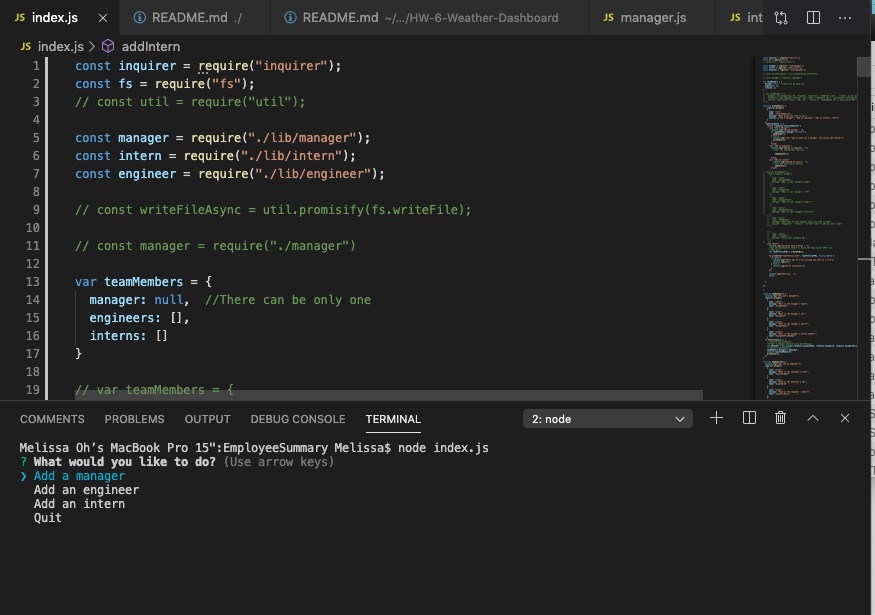 JS index.js × README.md ./ README.md ~/.../HW-6-Weather-Dashboard JS manager.js JS int ...
JS index.js > addIntern
1 const inquirer = require("inquirer");
2 const fs = require("fs");
3 // const util = require("util");
4
5 const manager = require("./lib/manager");
6 const intern = require("./lib/intern");
7 const engineer = require("./lib/engineer");
8
9 // const writeFileAsync = util.promisify(fs.writeFile);
10
11 // const manager = require("./manager")
12
13 var teamMembers = {
14 manager: null, //There can be only one
15 engineers: [],
16 interns: []
17 }
18
19 // var teamMembers = {
COMMENTS PROBLEMS OUTPUT DEBUG CONSOLE TERMINAL 2: node
Melissa Oh's MacBook Pro 15":EmployeeSummary Melissa$ node index.js
? What would you like to do? (Use arrow keys)
❯ Add a manager
Add an engineer
Add an intern
Quit